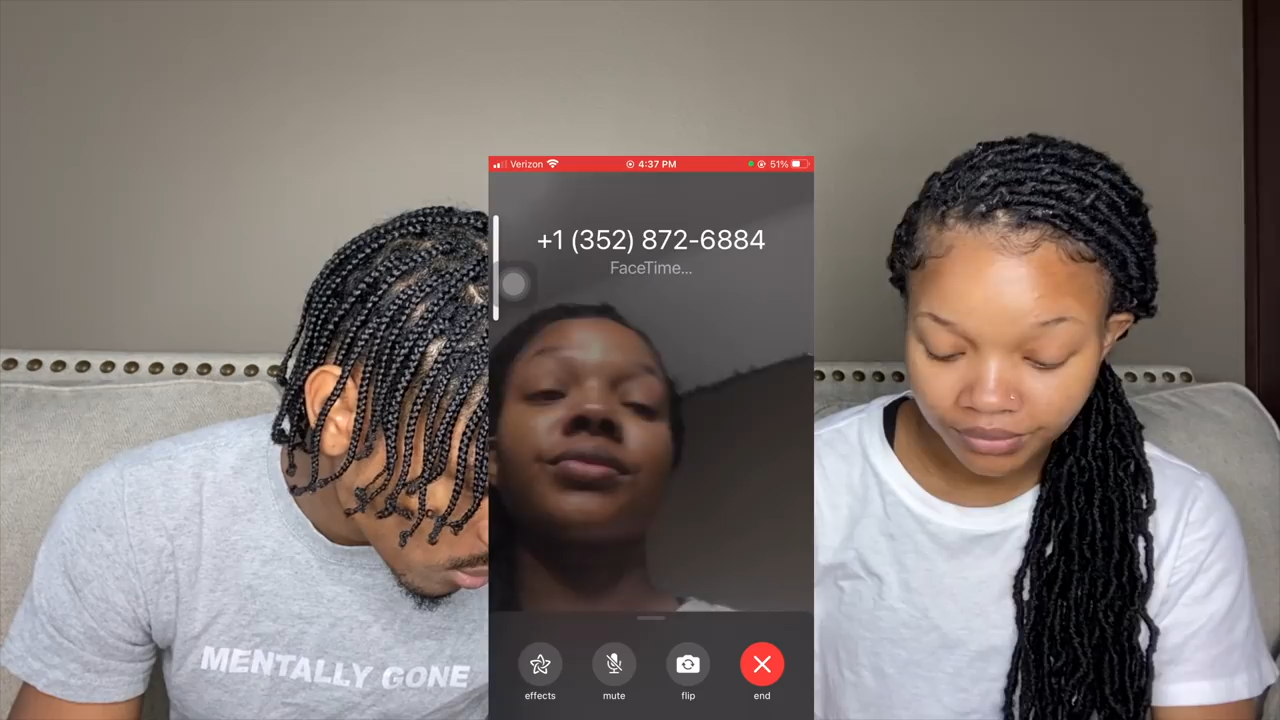 Verizon 4:37 PM 51%
+1 (352) 872-6884
FaceTime...
MENTALLY GONE
effects mute flip end